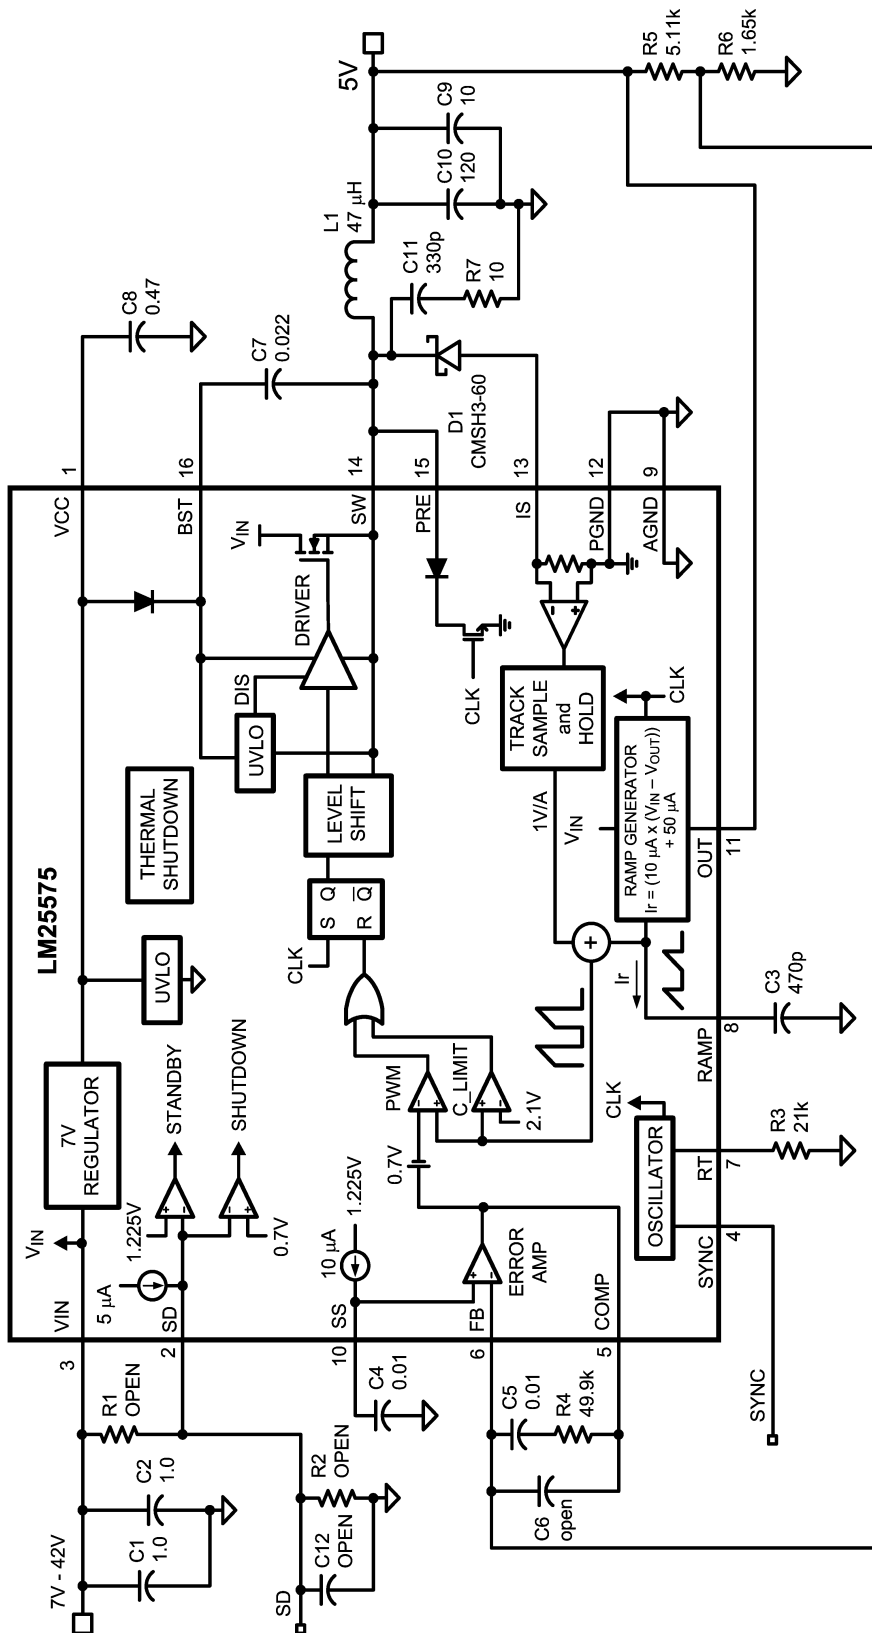 LM25575
7V - 42V
C1
1.0
C2
1.0
R1
OPEN
3
VIN
VIN
7V
REGULATOR
UVLO
THERMAL
SHUTDOWN
VCC
1
C8
0.47
SD
C12
OPEN
R2
OPEN
2
SD
5 µA
1.225V
STANDBY
SHUTDOWN
0.7V
CLK
S Q
R Q
LEVEL
SHIFT
UVLO
DIS
DRIVER
VIN
BST
16
C7
0.022
SW
14
L1
47 µH
5V
C10
120
C9
10
C11
330p
R7
10
D1
CMSH3-60
PRE
15
CLK
IS
13
PGND
12
AGND
9
TRACK
SAMPLE
and
HOLD
1V/A
CLK
VIN
RAMP GENERATOR
Ir = (10 µA x (VIN – VOUT))
+ 50 µA
OUT
11
R5
5.11k
R6
1.65k
10
SS
10 µA
1.225V
C4
0.01
6
FB
ERROR
AMP
0.7V
PWM
C_LIMIT
2.1V
C5
0.01
R4
49.9k
C6
open
5
COMP
OSCILLATOR
CLK
Ir
SYNC
SYNC
4
RT
7
R3
21k
RAMP
8
C3
470p